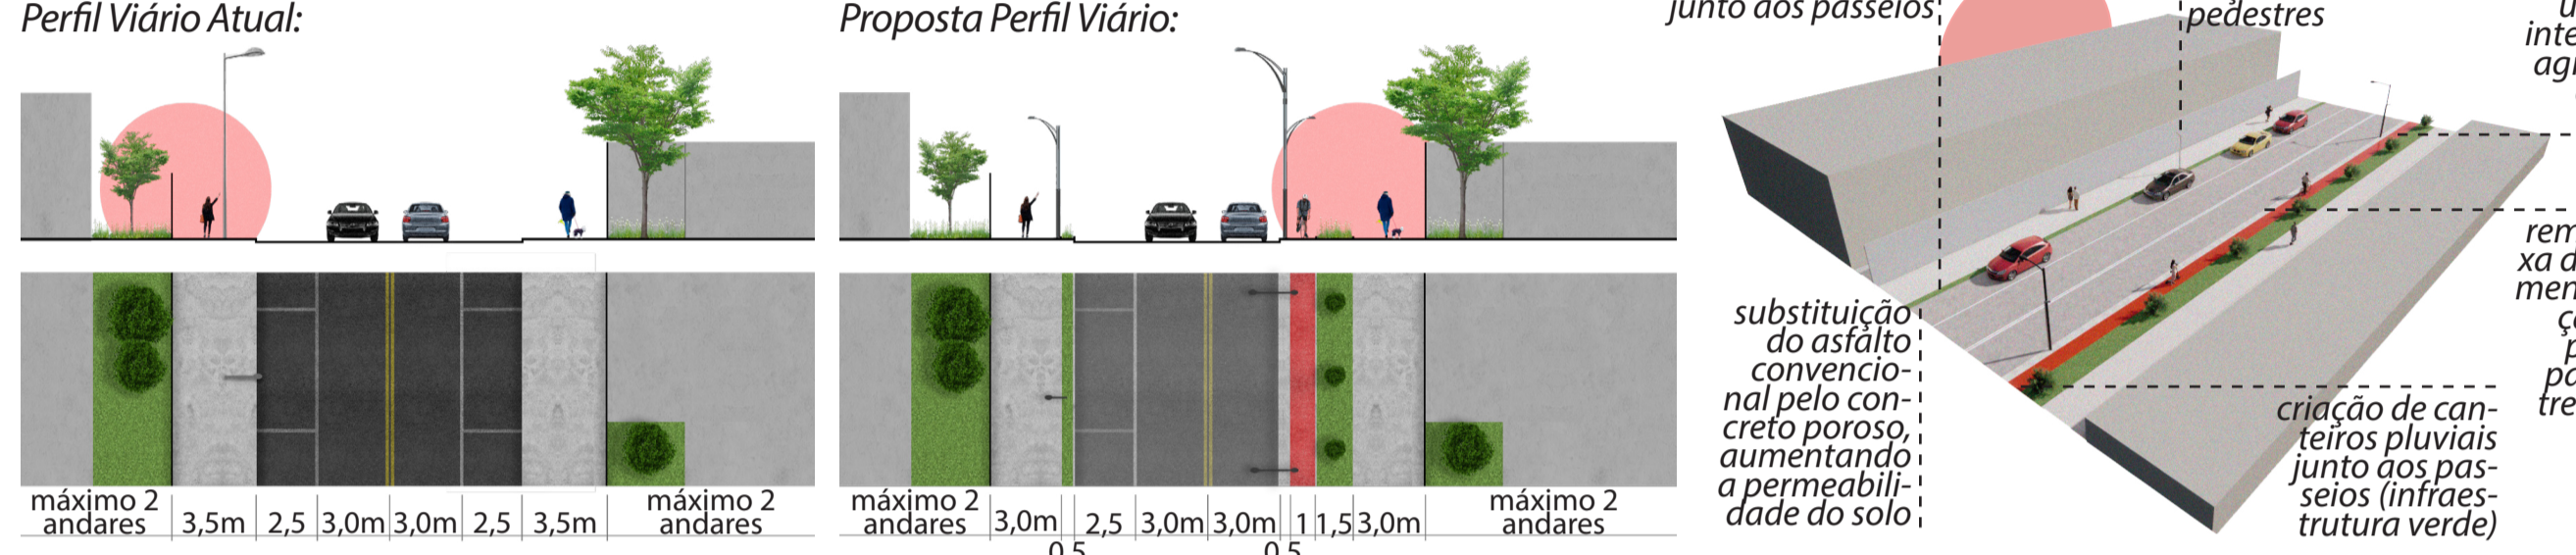 Perfil Viário Atual:
máximo 2
andares
3,5m
2,5
3,0m
3,0m
2,5
3,5m
máximo 2
andares
Proposta Perfil Viário:
máximo 2
andares
3,0m
0,5
2,5
3,0m
3,0m
0,5
1
1,5
3,0m
máximo 2
andares
junto aos passeios
pedestres
substituição
do asfalto
convencio-
nal pelo con-
creto poroso,
aumentando
a permeabili-
dade do solo
criação de can-
teiros pluviais
junto aos pas-
seios (infraes-
trutura verde)